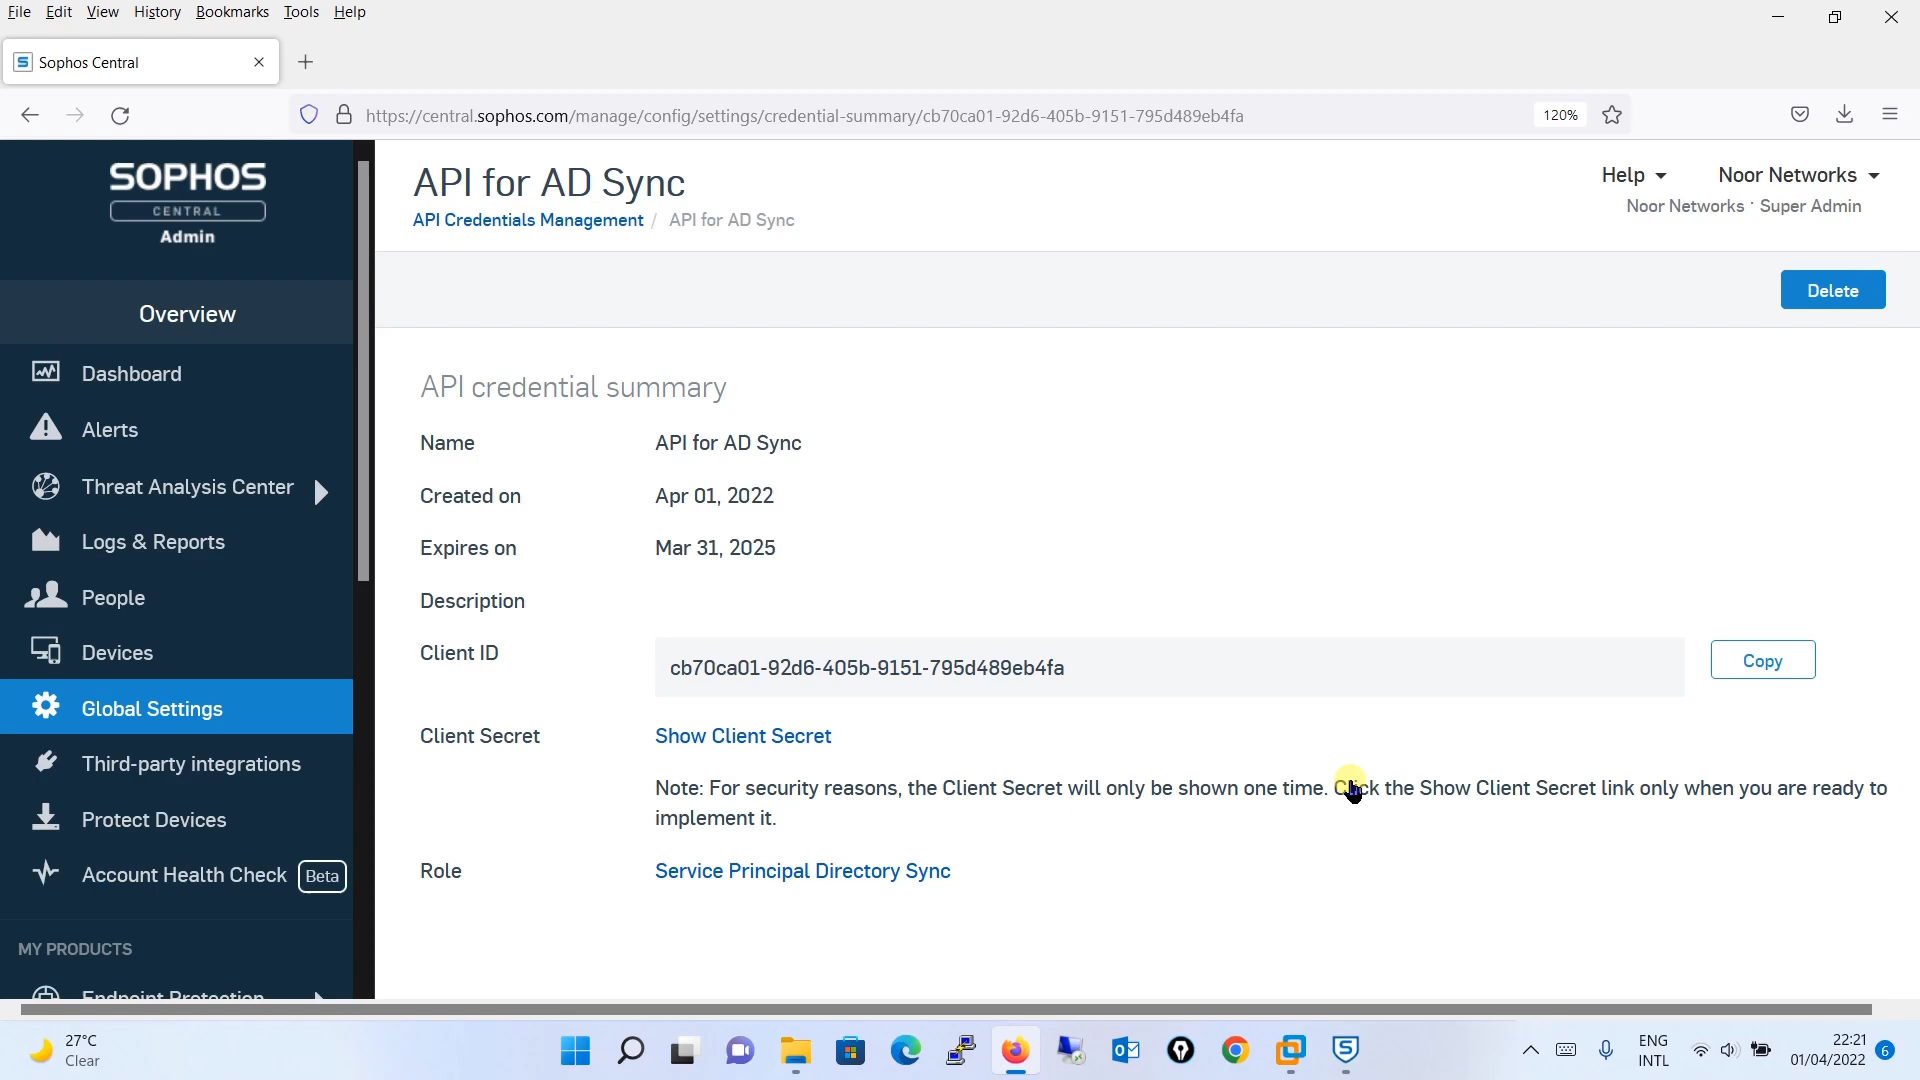 File Edit View History Bookmarks Tools Help
Sophos Central
https://central.sophos.com/manage/config/settings/credential-summary/cb70ca01-92d6-405b-9151-795d489eb4fa
120%
SOPHOS
CENTRAL
Admin
API for AD Sync
Help
Noor Networks
API Credentials Management / API for AD Sync
Noor Networks · Super Admin
Delete
Overview
Dashboard
Alerts
Threat Analysis Center
Logs & Reports
People
Devices
Global Settings
Third-party integrations
Protect Devices
Account Health Check Beta
MY PRODUCTS
Endpoint Protection
API credential summary
Name API for AD Sync
Created on Apr 01, 2022
Expires on Mar 31, 2025
Description
Client ID cb70ca01-92d6-405b-9151-795d489eb4fa Copy
Client Secret Show Client Secret
Note: For security reasons, the Client Secret will only be shown one time. Click the Show Client Secret link only when you are ready to
implement it.
Role Service Principal Directory Sync
27°C
Clear
ENG
INTL
22:21
01/04/2022
6